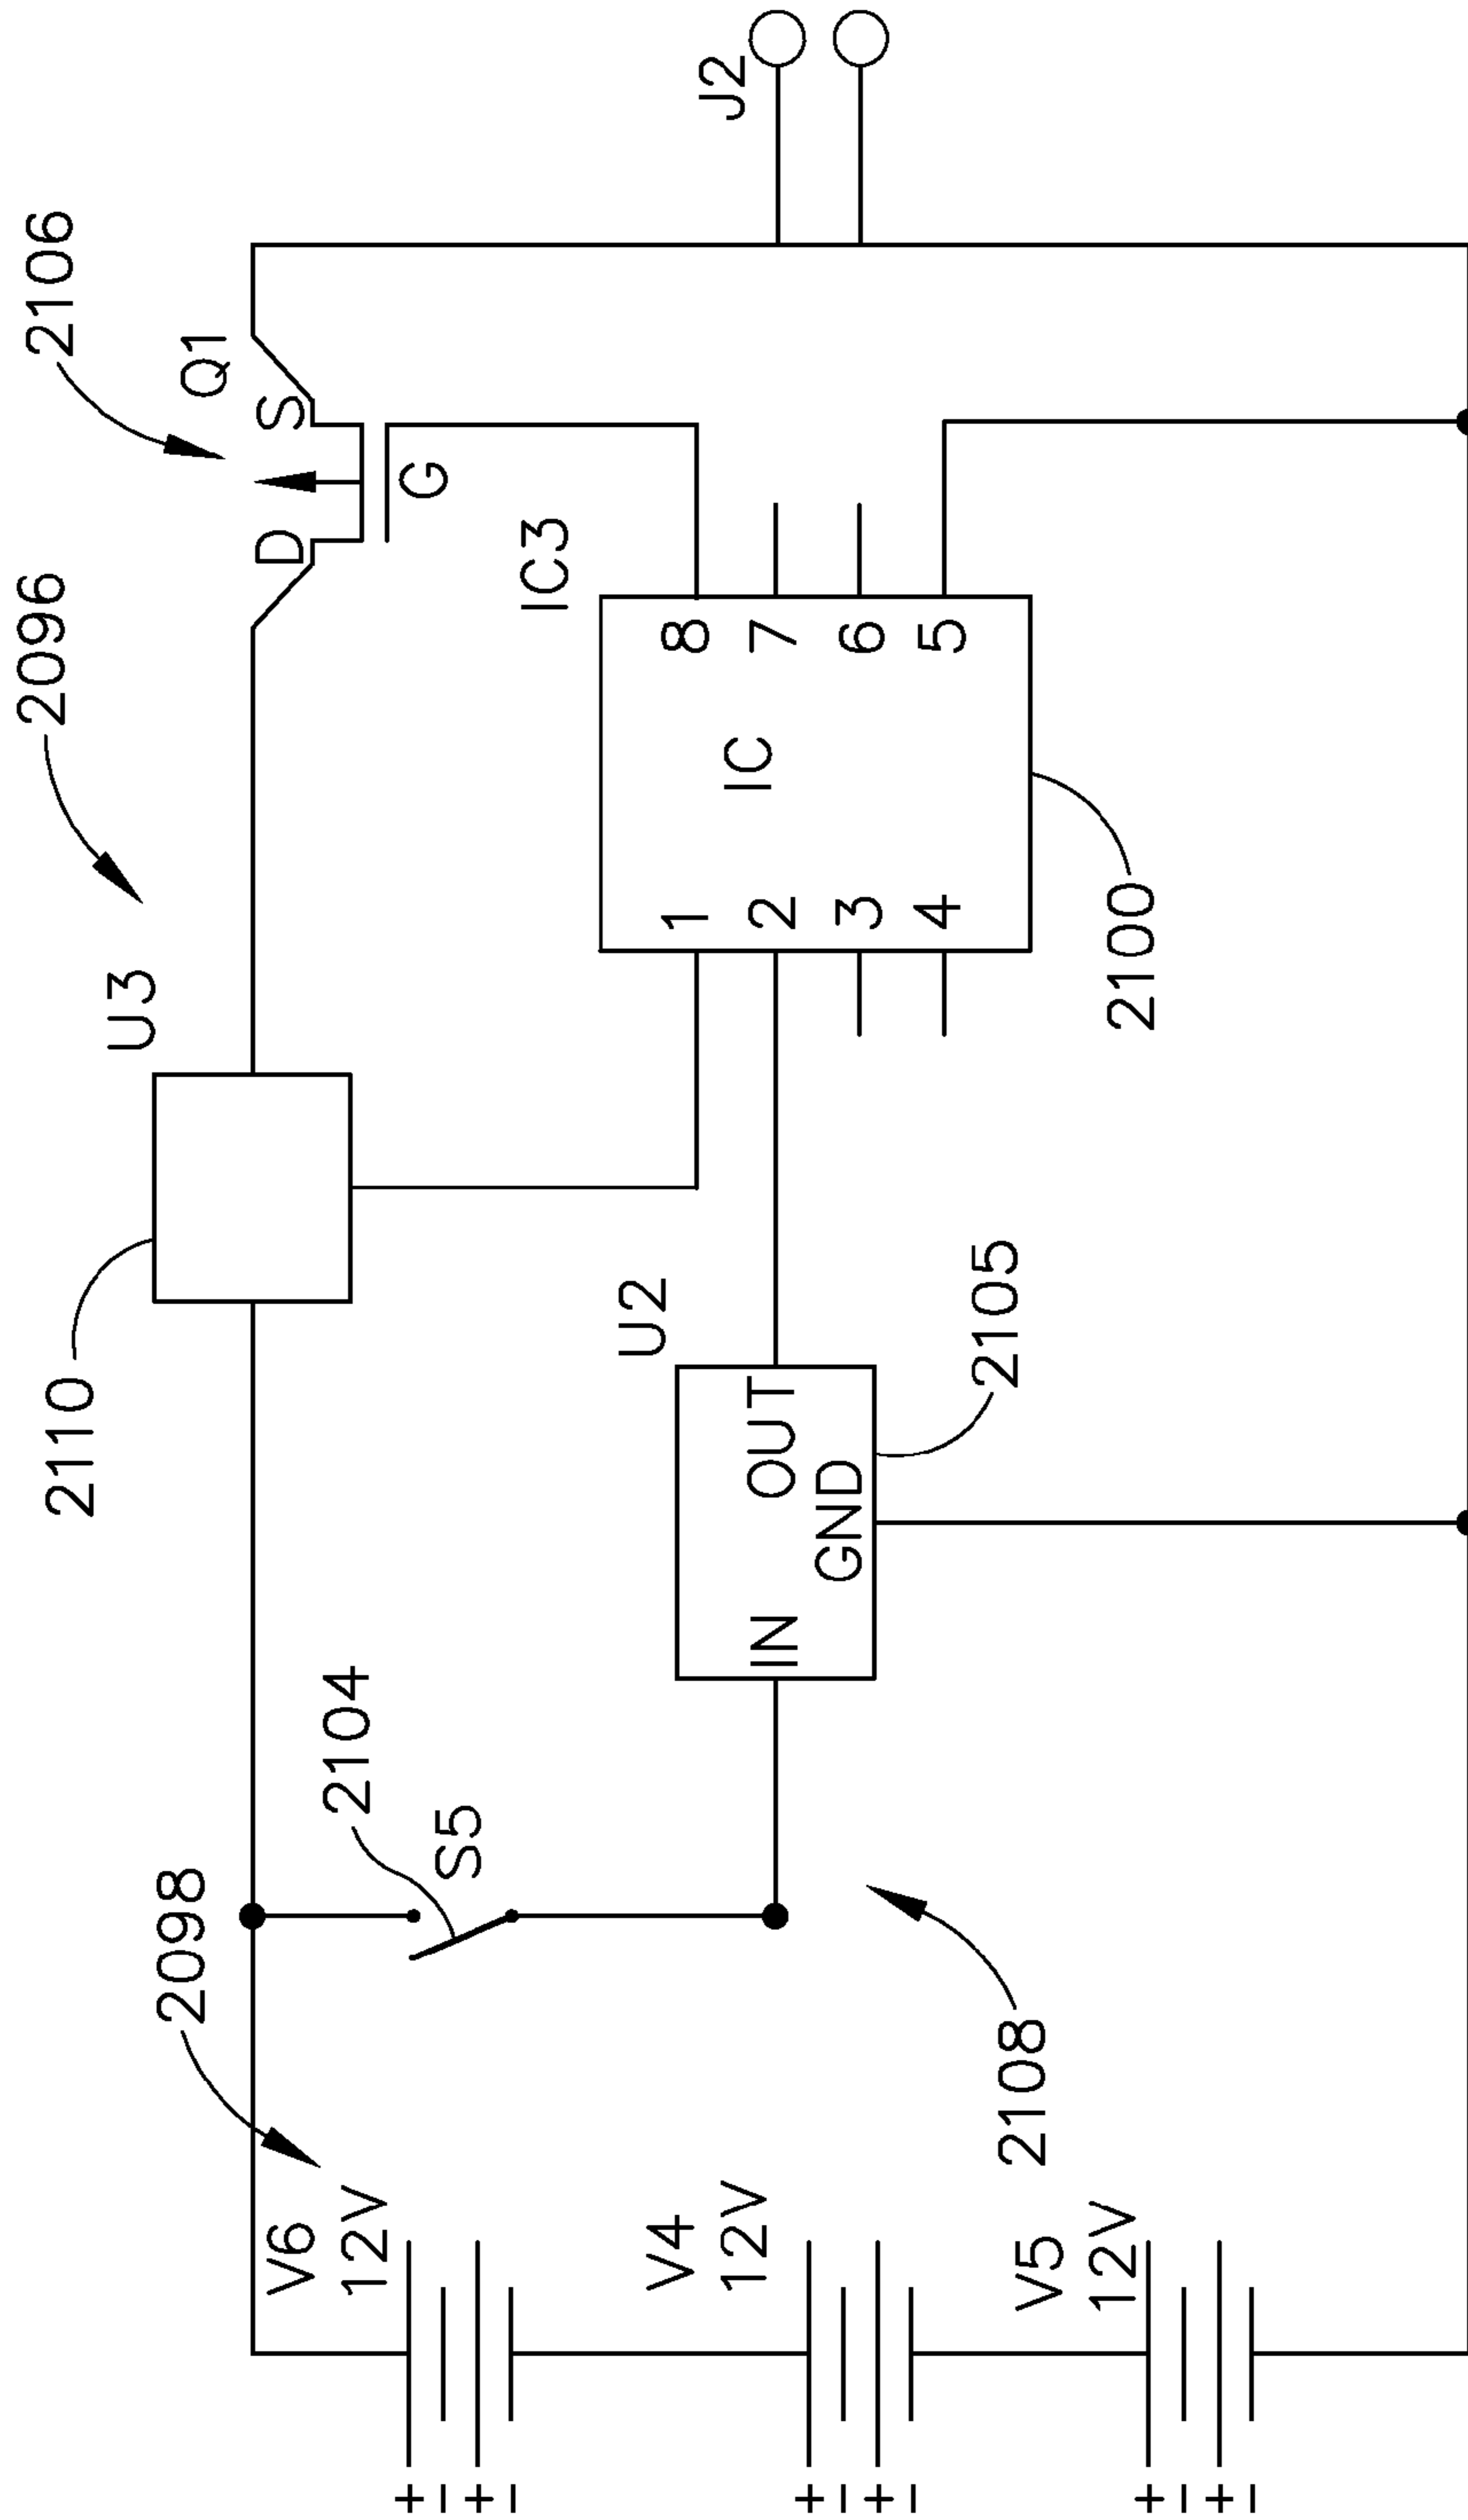 2096
2106
U3
Q1
D
S
G
2110
2098
2104
S5
U2
IN
OUT
GND
2105
2108
IC3
IC
1
2
3
4
8
7
6
5
2100
J2
V6
12V
V4
12V
V5
12V
+
-
+
-
+
-
+
-
+
-
+
-